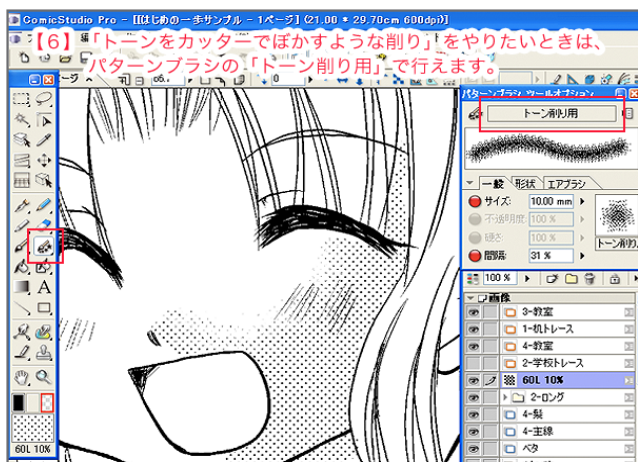 ComicStudio Pro - [[はじめの一歩サンプル - 1ページ] (21.00 * 29.70cm 600dpi)]
【6】「トーンをカッターでぼかすような削り」をやりたいときは、
パターンブラシの、「トーン削り用」で行えます。
パターンブラシ ツールオプション
トーン削り用
一般 形状 エアブラシ
サイズ: 10.00 mm
不透明度: 100 %
硬さ: 100 %
間隔: 31 %
トーン削り
100 %
画像
3-教室
1-机トレース
4-教室
2-学校トレース
60L 10%
2-ロング
4-髪
4-主線
ベタ
A
60L 10%